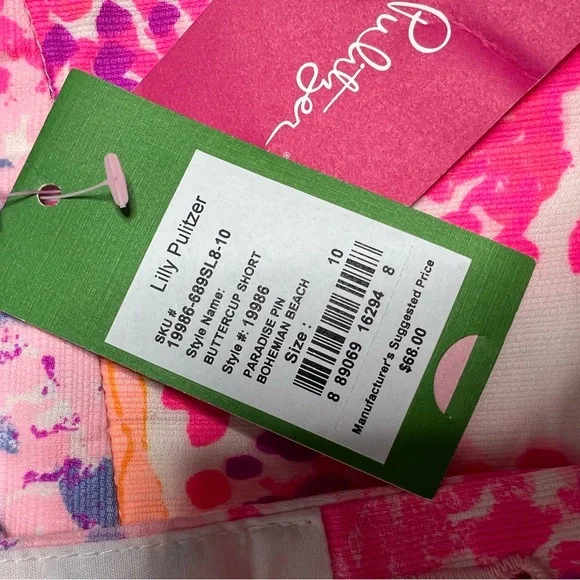 Pulitzer
Lilly Pulitzer
SKU#
19986-689SL8-10
Style Name:
BUTTERCUP SHORT
Style #: 19986
PARADISE PIN
BOHEMIAN BEACH
Size : 10
8 89069 16294 8
Manufacturer's Suggested Price
$68.00